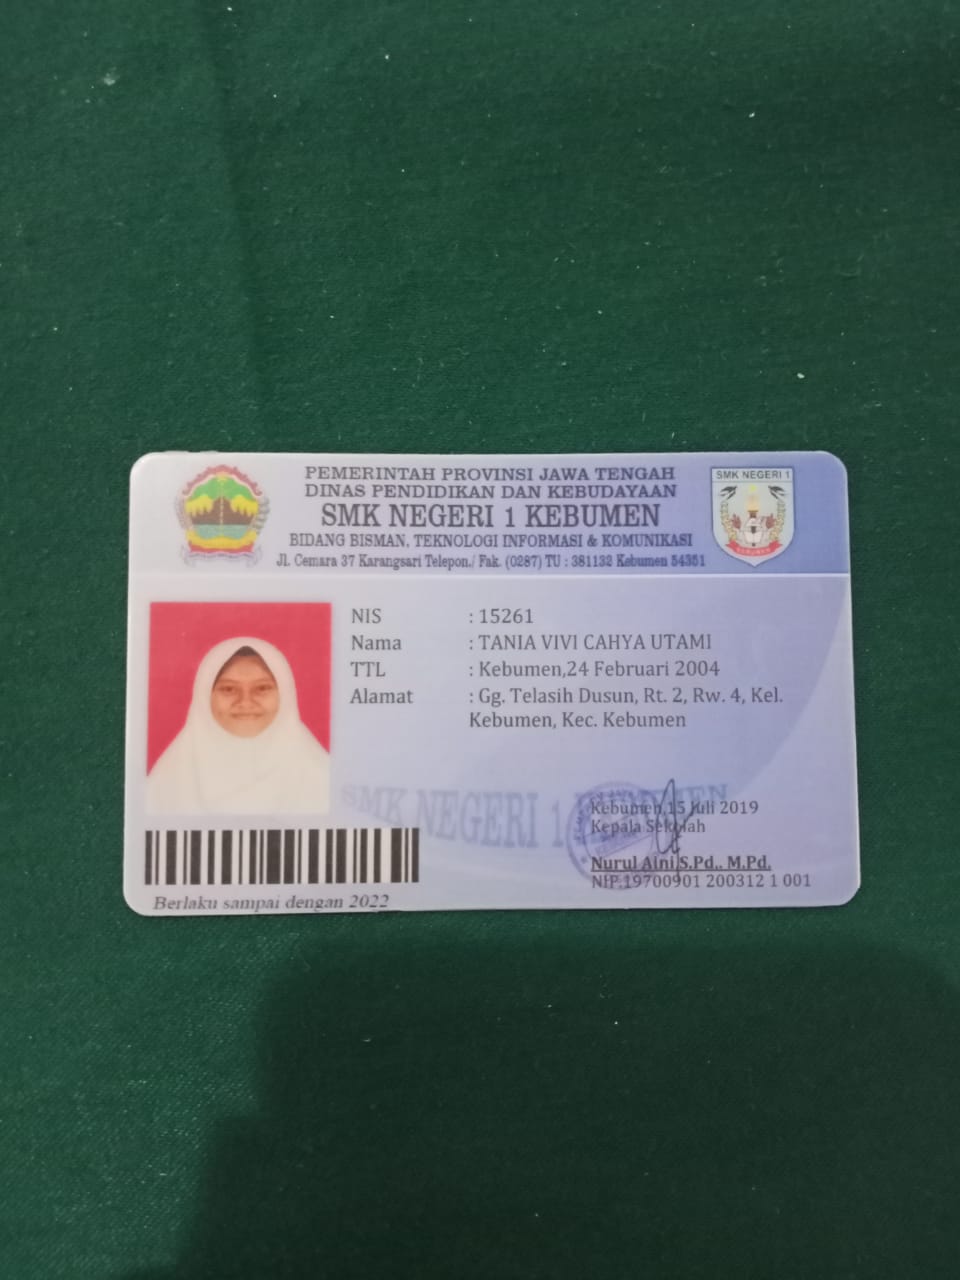 PEMERINTAH PROVINSI JAWA TENGAH
DINAS PENDIDIKAN DAN KEBUDAYAAN
SMK NEGERI 1 KEBUMEN
BIDANG BISMAN, TEKNOLOGI INFORMASI & KOMUNIKASI
Jl. Cemara 37 Karangsari Telepon./ Fak. (0287) TU : 381132 Kebumen 54351
SMK NEGERI 1
KEBUMEN
NIS : 15261
Nama : TANIA VIVI CAHYA UTAMI
TTL : Kebumen,24 Februari 2004
Alamat : Gg. Telasih Dusun, Rt. 2, Rw. 4, Kel.
Kebumen, Kec. Kebumen
SMK NEGERI 1 KEBUMEN
Kebumen,15 Juli 2019
Kepala Sekolah
Nurul Aini,S.Pd., M.Pd.
NIP.19700901 200312 1 001
Berlaku sampai dengan 2022